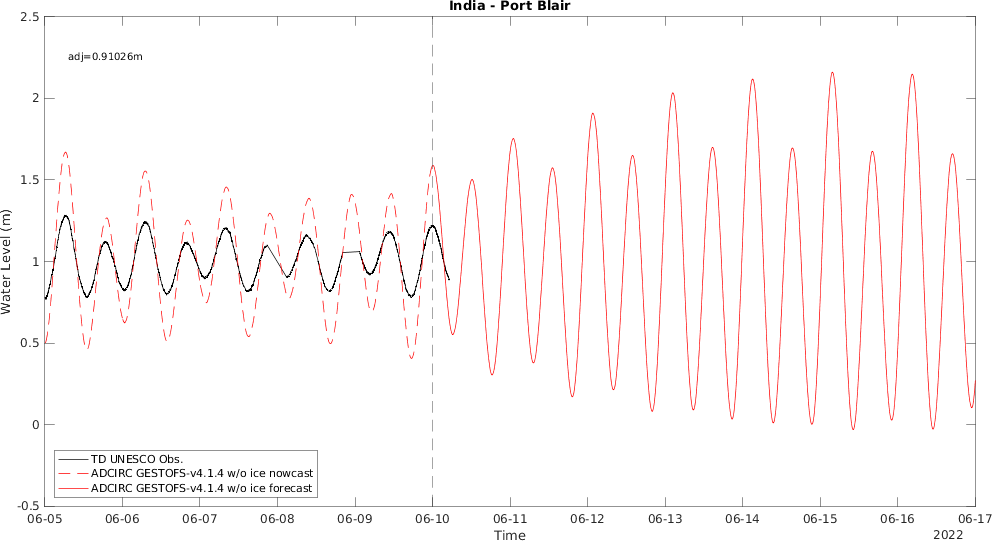 India - Port Blair
adj=0.91026m
2.5
2
1.5
1
0.5
0
-0.5
Water Level (m)
TD UNESCO Obs.
ADCIRC GESTOFS-v4.1.4 w/o ice nowcast
ADCIRC GESTOFS-v4.1.4 w/o ice forecast
06-05 06-06 06-07 06-08 06-09 06-10 06-11 06-12 06-13 06-14 06-15 06-16 06-17
Time
2022